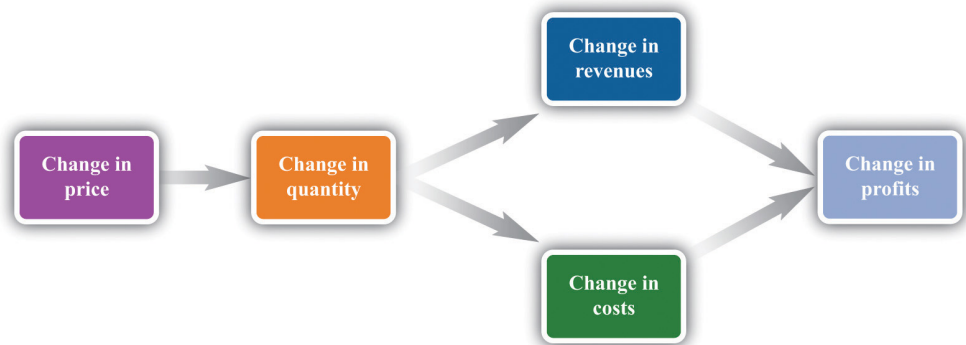 Change in
price
Change in
quantity
Change in
revenues
Change in
costs
Change in
profits